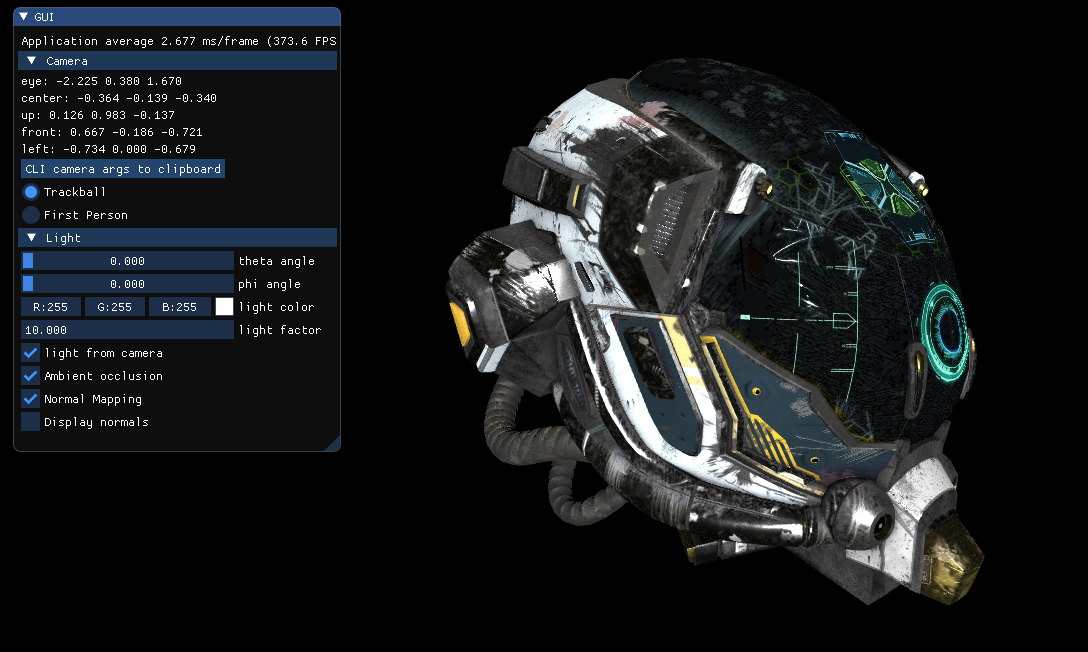 GUI
Application average 2.677 ms/frame (373.6 FPS
Camera
eye: -2.225 0.380 1.670
center: -0.364 -0.139 -0.340
up: 0.126 0.983 -0.137
front: 0.667 -0.186 -0.721
left: -0.734 0.000 -0.679
CLI camera args to clipboard
Trackball
First Person
Light
0.000 theta angle
0.000 phi angle
R:255 G:255 B:255 light color
10.000 light factor
light from camera
Ambient occlusion
Normal Mapping
Display normals